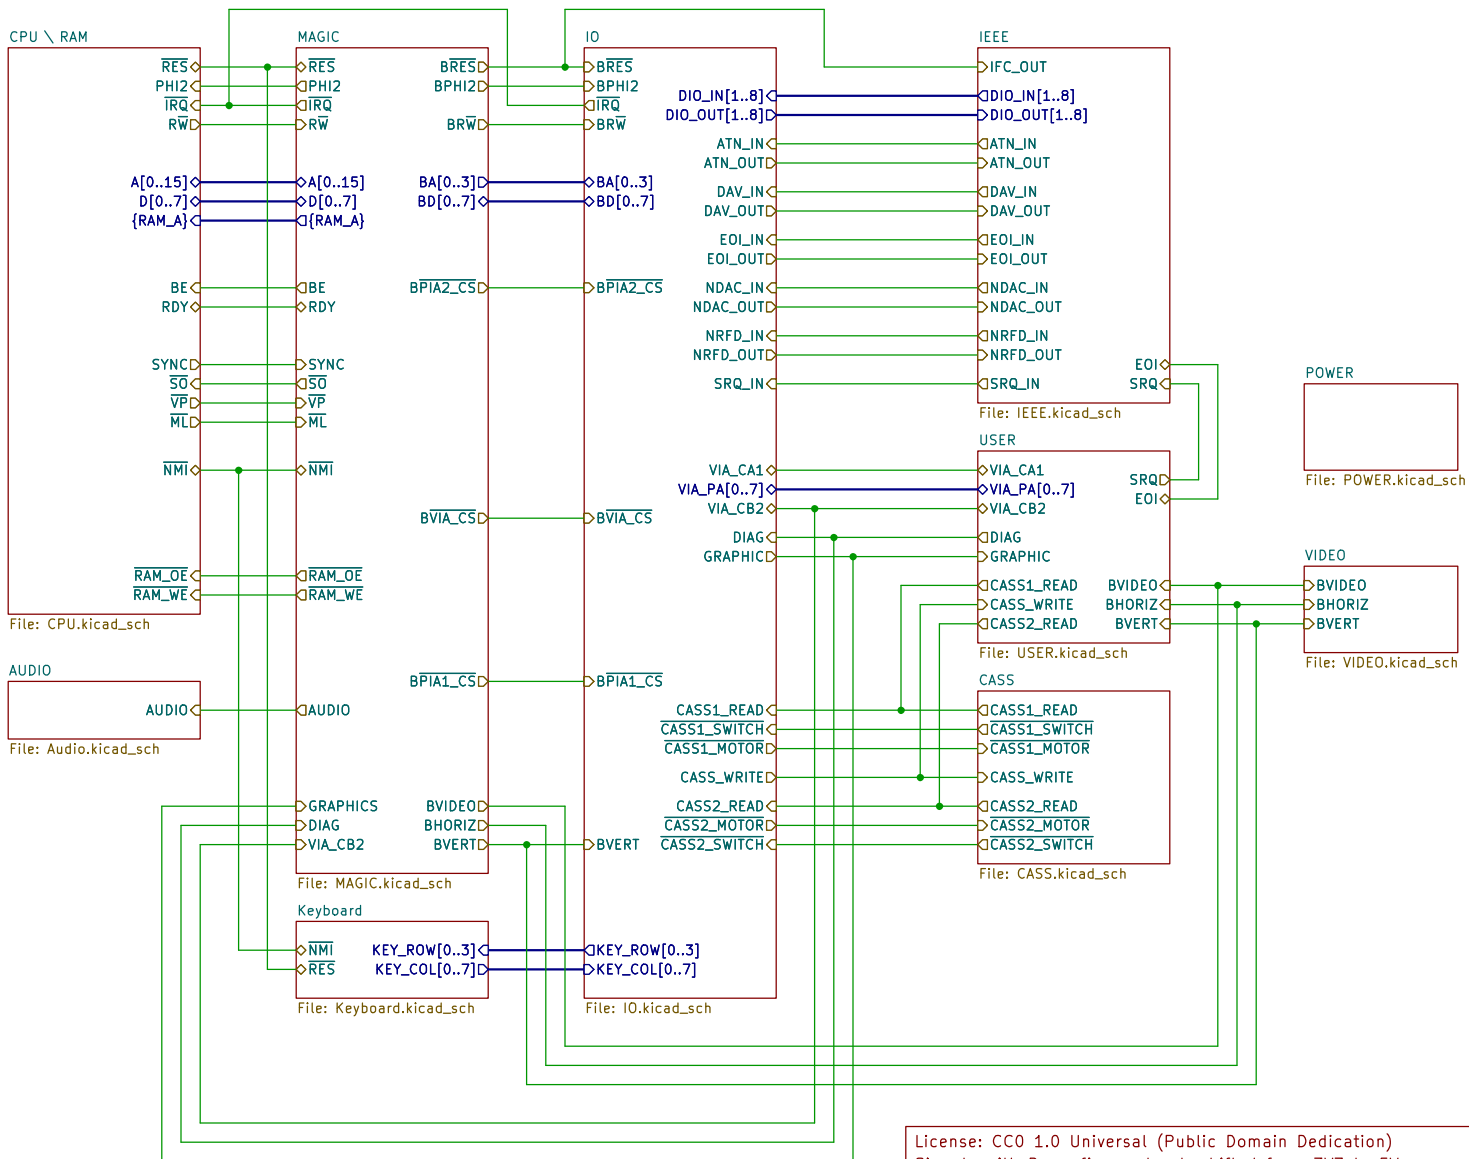 CPU \ RAM
RES
PHI2
IRQ
RW
A[0..15]
D[0..7]
{RAM_A}
BE
RDY
SYNC
SO
VP
ML
NMI
RAM_OE
RAM_WE
File: CPU.kicad_sch
AUDIO
AUDIO
File: Audio.kicad_sch
MAGIC
RES
PHI2
IRQ
RW
A[0..15]
D[0..7]
{RAM_A}
BE
RDY
SYNC
SO
VP
ML
NMI
RAM_OE
RAM_WE
AUDIO
GRAPHICS
DIAG
VIA_CB2
BRES
BPHI2
BRW
BA[0..3]
BD[0..7]
BPIA2_CS
BVIA_CS
BPIA1_CS
BVIDEO
BHORIZ
BVERT
File: MAGIC.kicad_sch
Keyboard
NMI
RES
KEY_ROW[0..3]
KEY_COL[0..7]
File: Keyboard.kicad_sch
IO
BRES
BPHI2
IRQ
BRW
BA[0..3]
BD[0..7]
BPIA2_CS
BVIA_CS
BPIA1_CS
BVERT
KEY_ROW[0..3]
KEY_COL[0..7]
DIO_IN[1..8]
DIO_OUT[1..8]
ATN_IN
ATN_OUT
DAV_IN
DAV_OUT
EOI_IN
EOI_OUT
NDAC_IN
NDAC_OUT
NRFD_IN
NRFD_OUT
SRQ_IN
VIA_CA1
VIA_PA[0..7]
VIA_CB2
DIAG
GRAPHIC
CASS1_READ
CASS1_SWITCH
CASS1_MOTOR
CASS_WRITE
CASS2_READ
CASS2_MOTOR
CASS2_SWITCH
File: IO.kicad_sch
IEEE
IFC_OUT
DIO_IN[1..8]
DIO_OUT[1..8]
ATN_IN
ATN_OUT
DAV_IN
DAV_OUT
EOI_IN
EOI_OUT
NDAC_IN
NDAC_OUT
NRFD_IN
NRFD_OUT
SRQ_IN
EOI
SRQ
File: IEEE.kicad_sch
USER
VIA_CA1
VIA_PA[0..7]
VIA_CB2
DIAG
GRAPHIC
CASS1_READ
CASS_WRITE
CASS2_READ
SRQ
EOI
BVIDEO
BHORIZ
BVERT
File: USER.kicad_sch
CASS
CASS1_READ
CASS1_SWITCH
CASS1_MOTOR
CASS_WRITE
CASS2_READ
CASS2_MOTOR
CASS2_SWITCH
File: CASS.kicad_sch
POWER
File: POWER.kicad_sch
VIDEO
BVIDEO
BHORIZ
BVERT
File: VIDEO.kicad_sch
License: CC0 1.0 Universal (Public Domain Dedication)